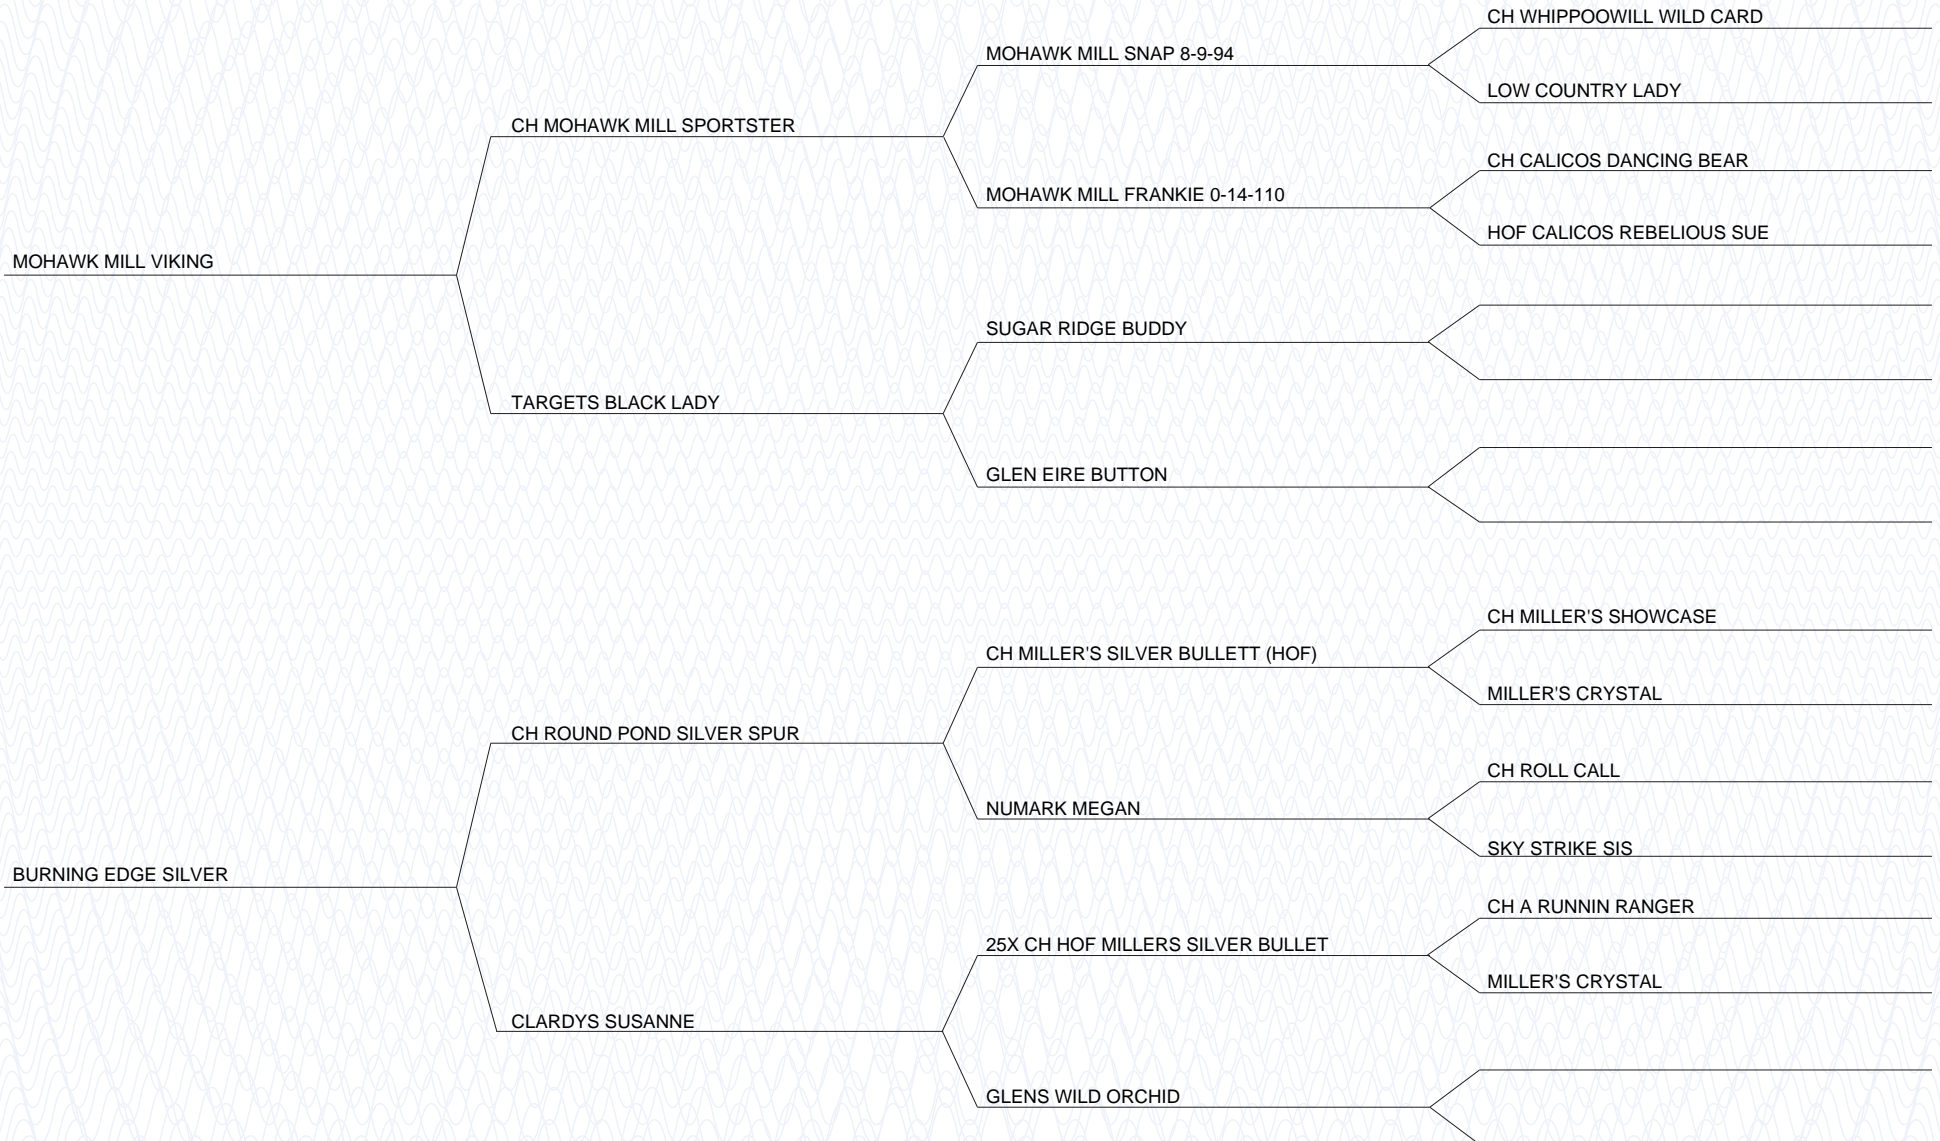 CH WHIPPOOWILL WILD CARD
MOHAWK MILL SNAP 8-9-94
LOW COUNTRY LADY
CH MOHAWK MILL SPORTSTER
CH CALICOS DANCING BEAR
MOHAWK MILL FRANKIE 0-14-110
HOF CALICOS REBELIOUS SUE
MOHAWK MILL VIKING
SUGAR RIDGE BUDDY
TARGETS BLACK LADY
GLEN EIRE BUTTON
CH MILLER'S SHOWCASE
CH MILLER'S SILVER BULLETT (HOF)
MILLER'S CRYSTAL
CH ROUND POND SILVER SPUR
CH ROLL CALL
NUMARK MEGAN
SKY STRIKE SIS
BURNING EDGE SILVER
CH A RUNNIN RANGER
25X CH HOF MILLERS SILVER BULLET
MILLER'S CRYSTAL
CLARDYS SUSANNE
GLENS WILD ORCHID